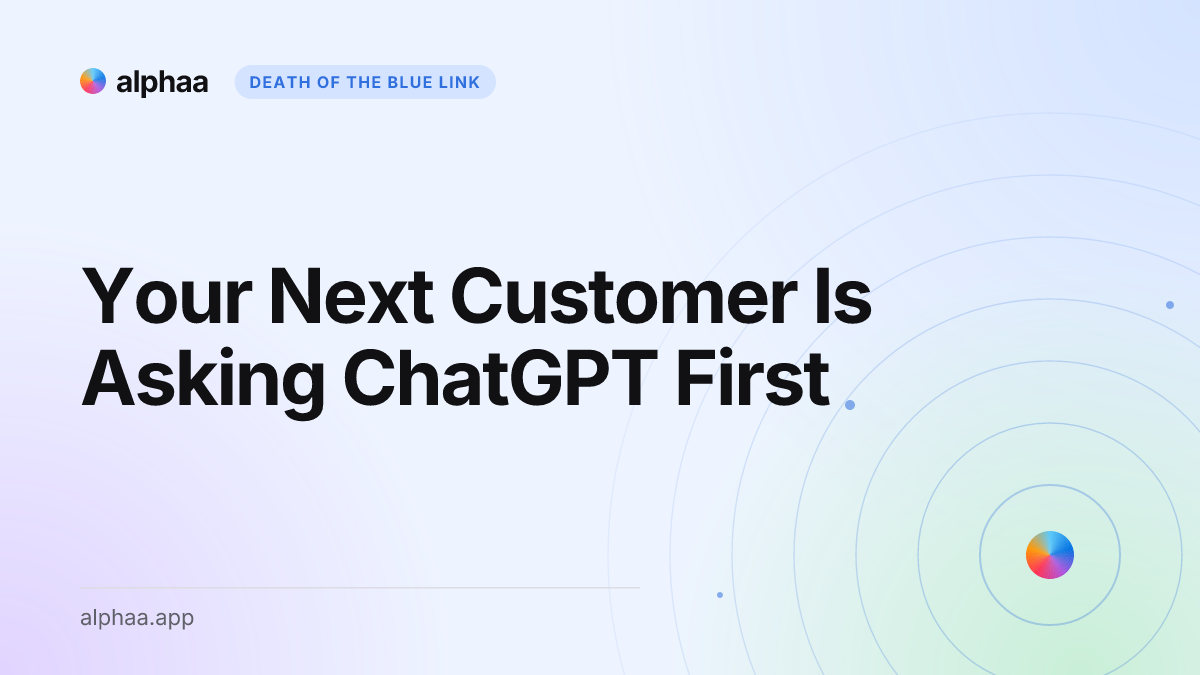 alphaa
DEATH OF THE BLUE LINK
Your Next Customer Is
Asking ChatGPT First
alphaa.app